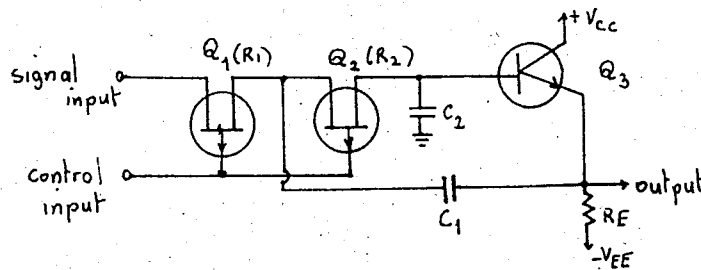 +Vcc
Q1(R1)
Q2(R2)
Q3
signal
input
C2
control
input
C1
output
RE
-VEE